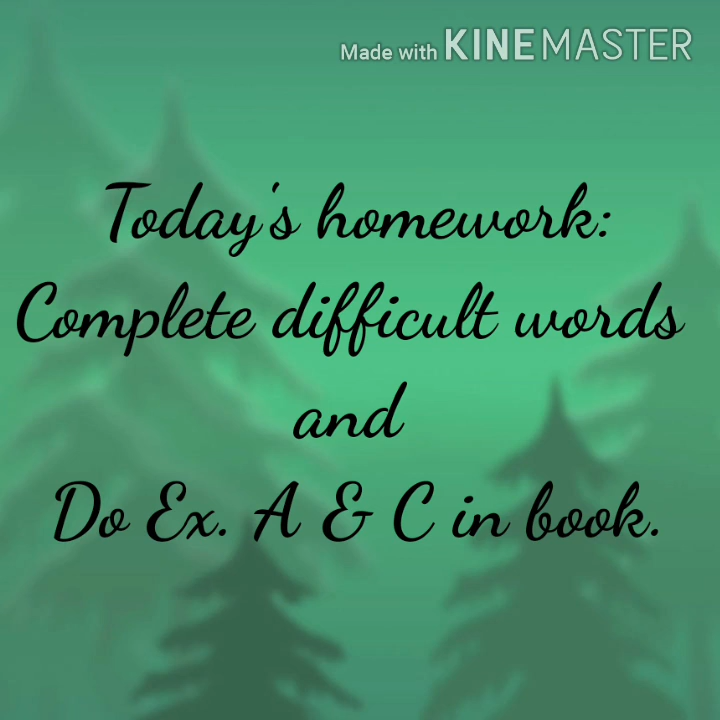 Made with KINEMASTER
Today's homework:
Complete difficult words
and
Do Ex. A & C in book.